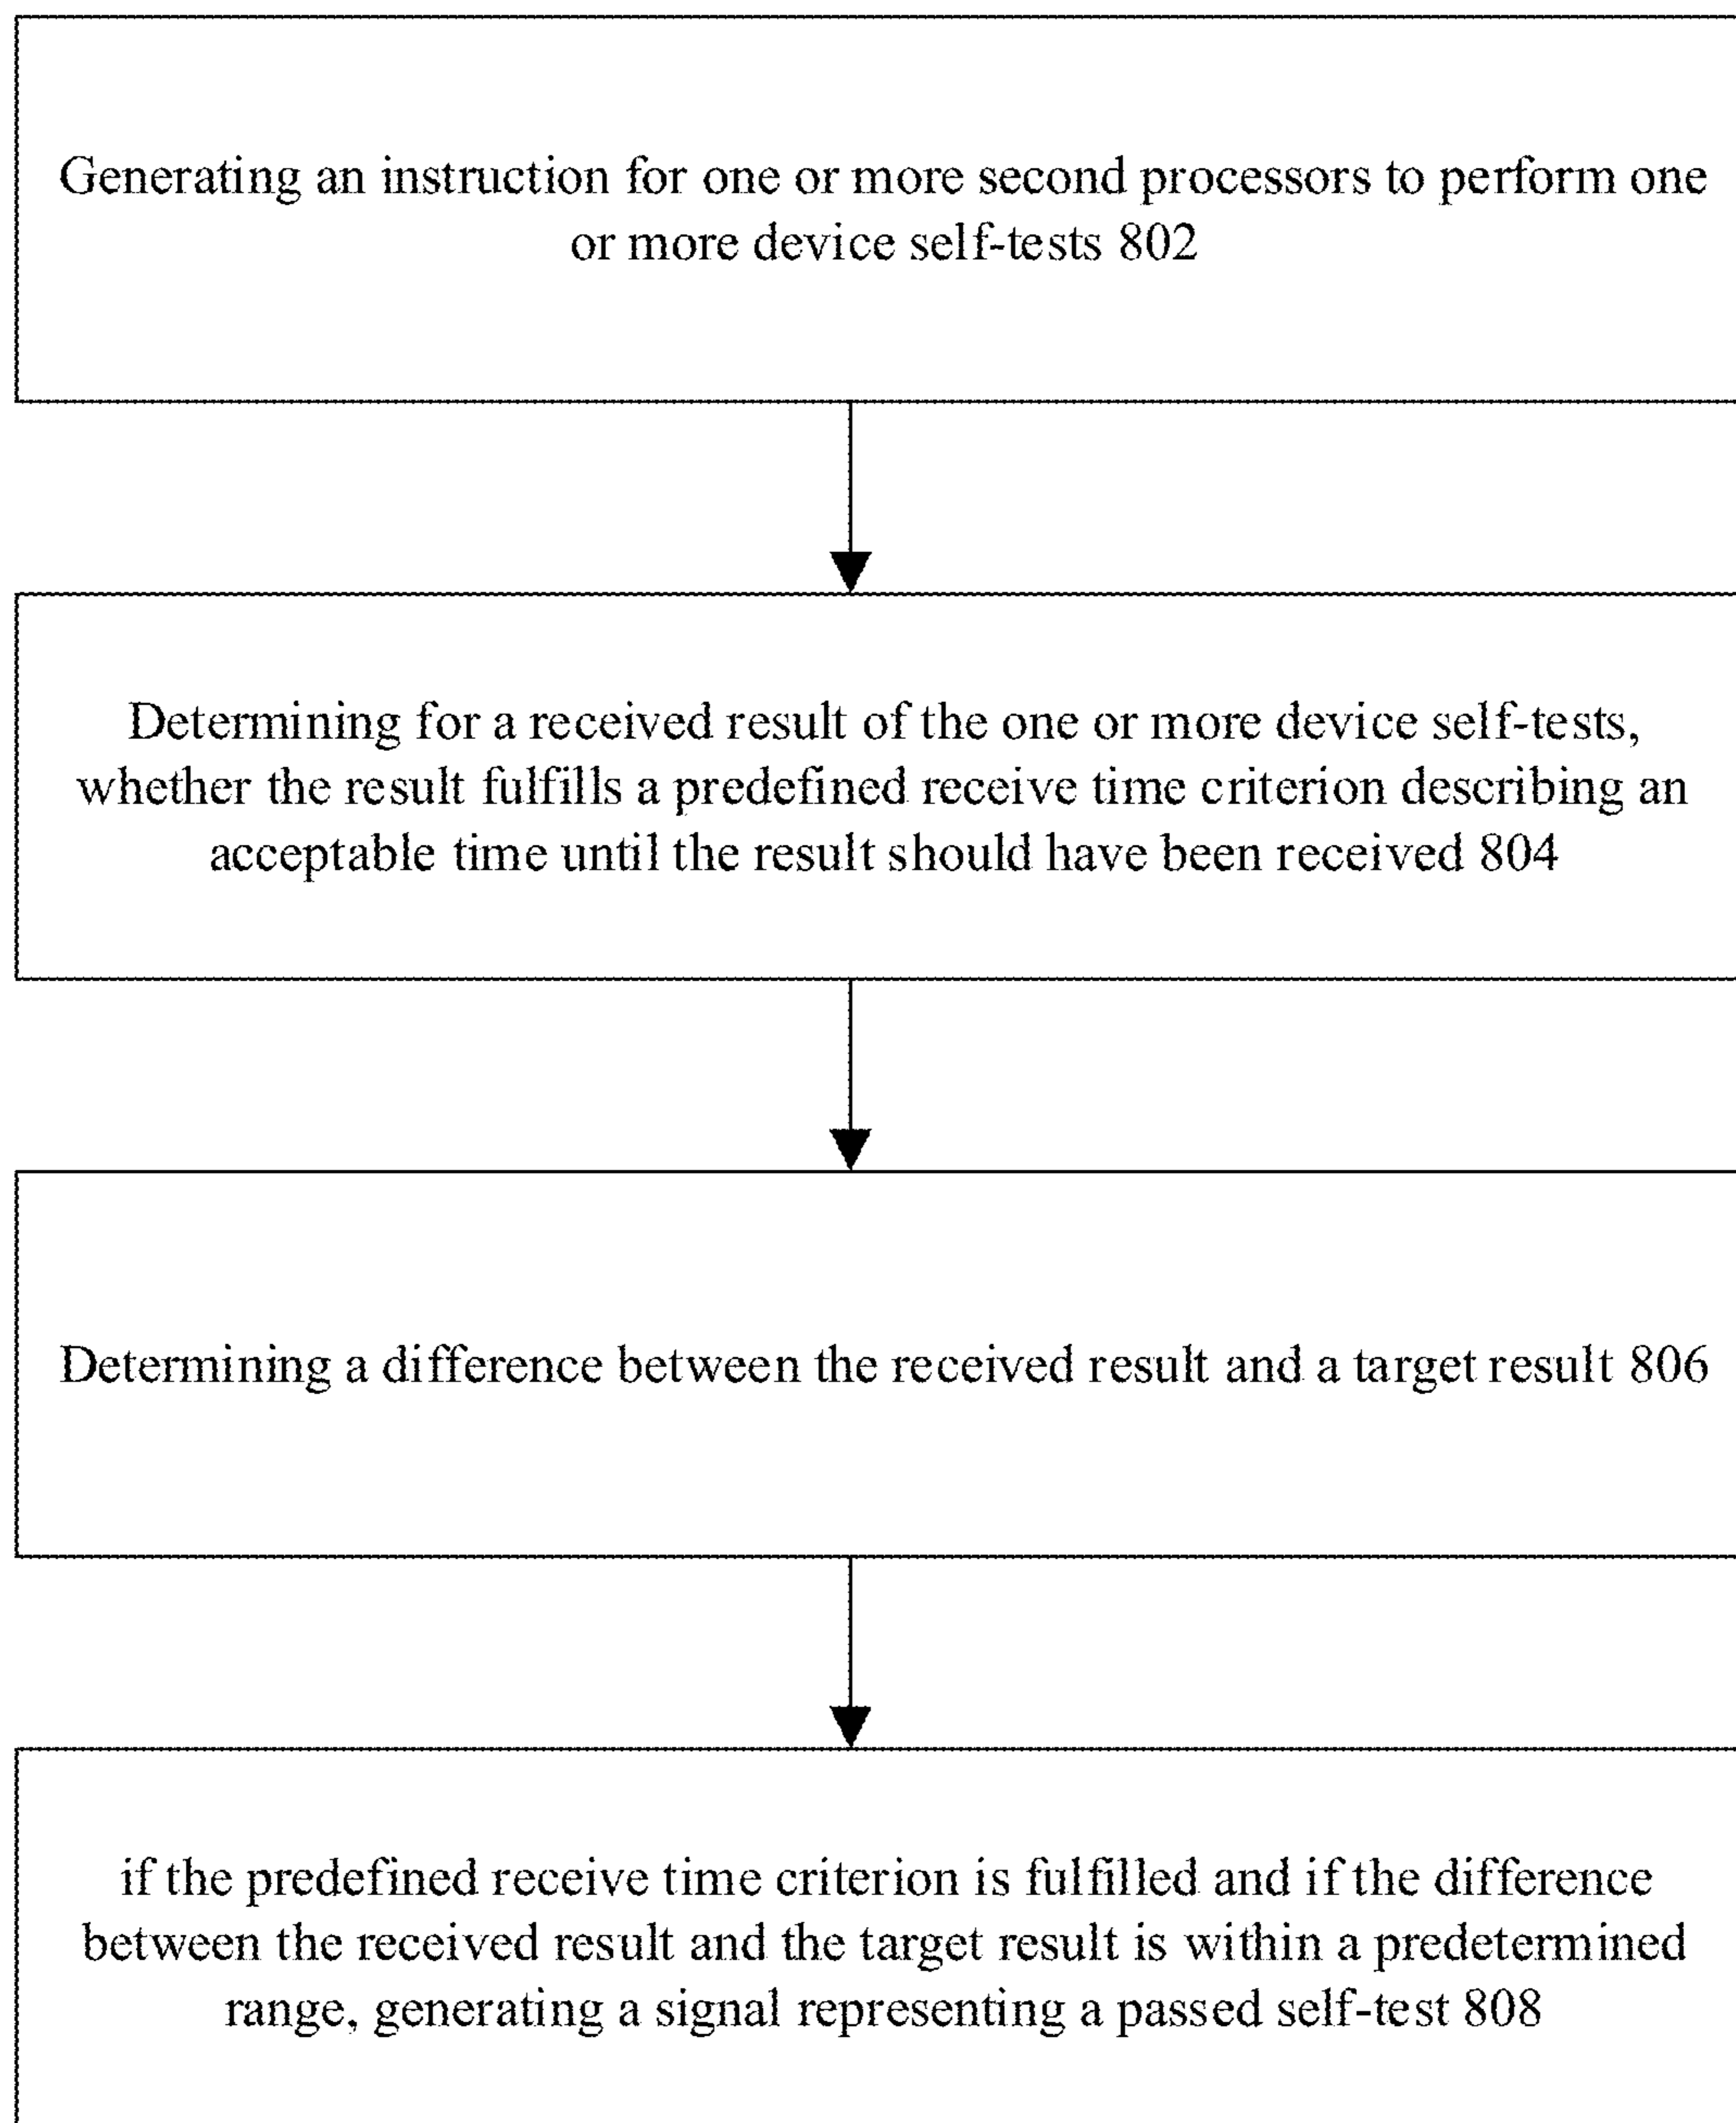 Generating an instruction for one or more second processors to perform one
or more device self-tests 802
Determining for a received result of the one or more device self-tests,
whether the result fulfills a predefined receive time criterion describing an
acceptable time until the result should have been received 804
Determining a difference between the received result and a target result 806
if the predefined receive time criterion is fulfilled and if the difference
between the received result and the target result is within a predetermined
range, generating a signal representing a passed self-test 808